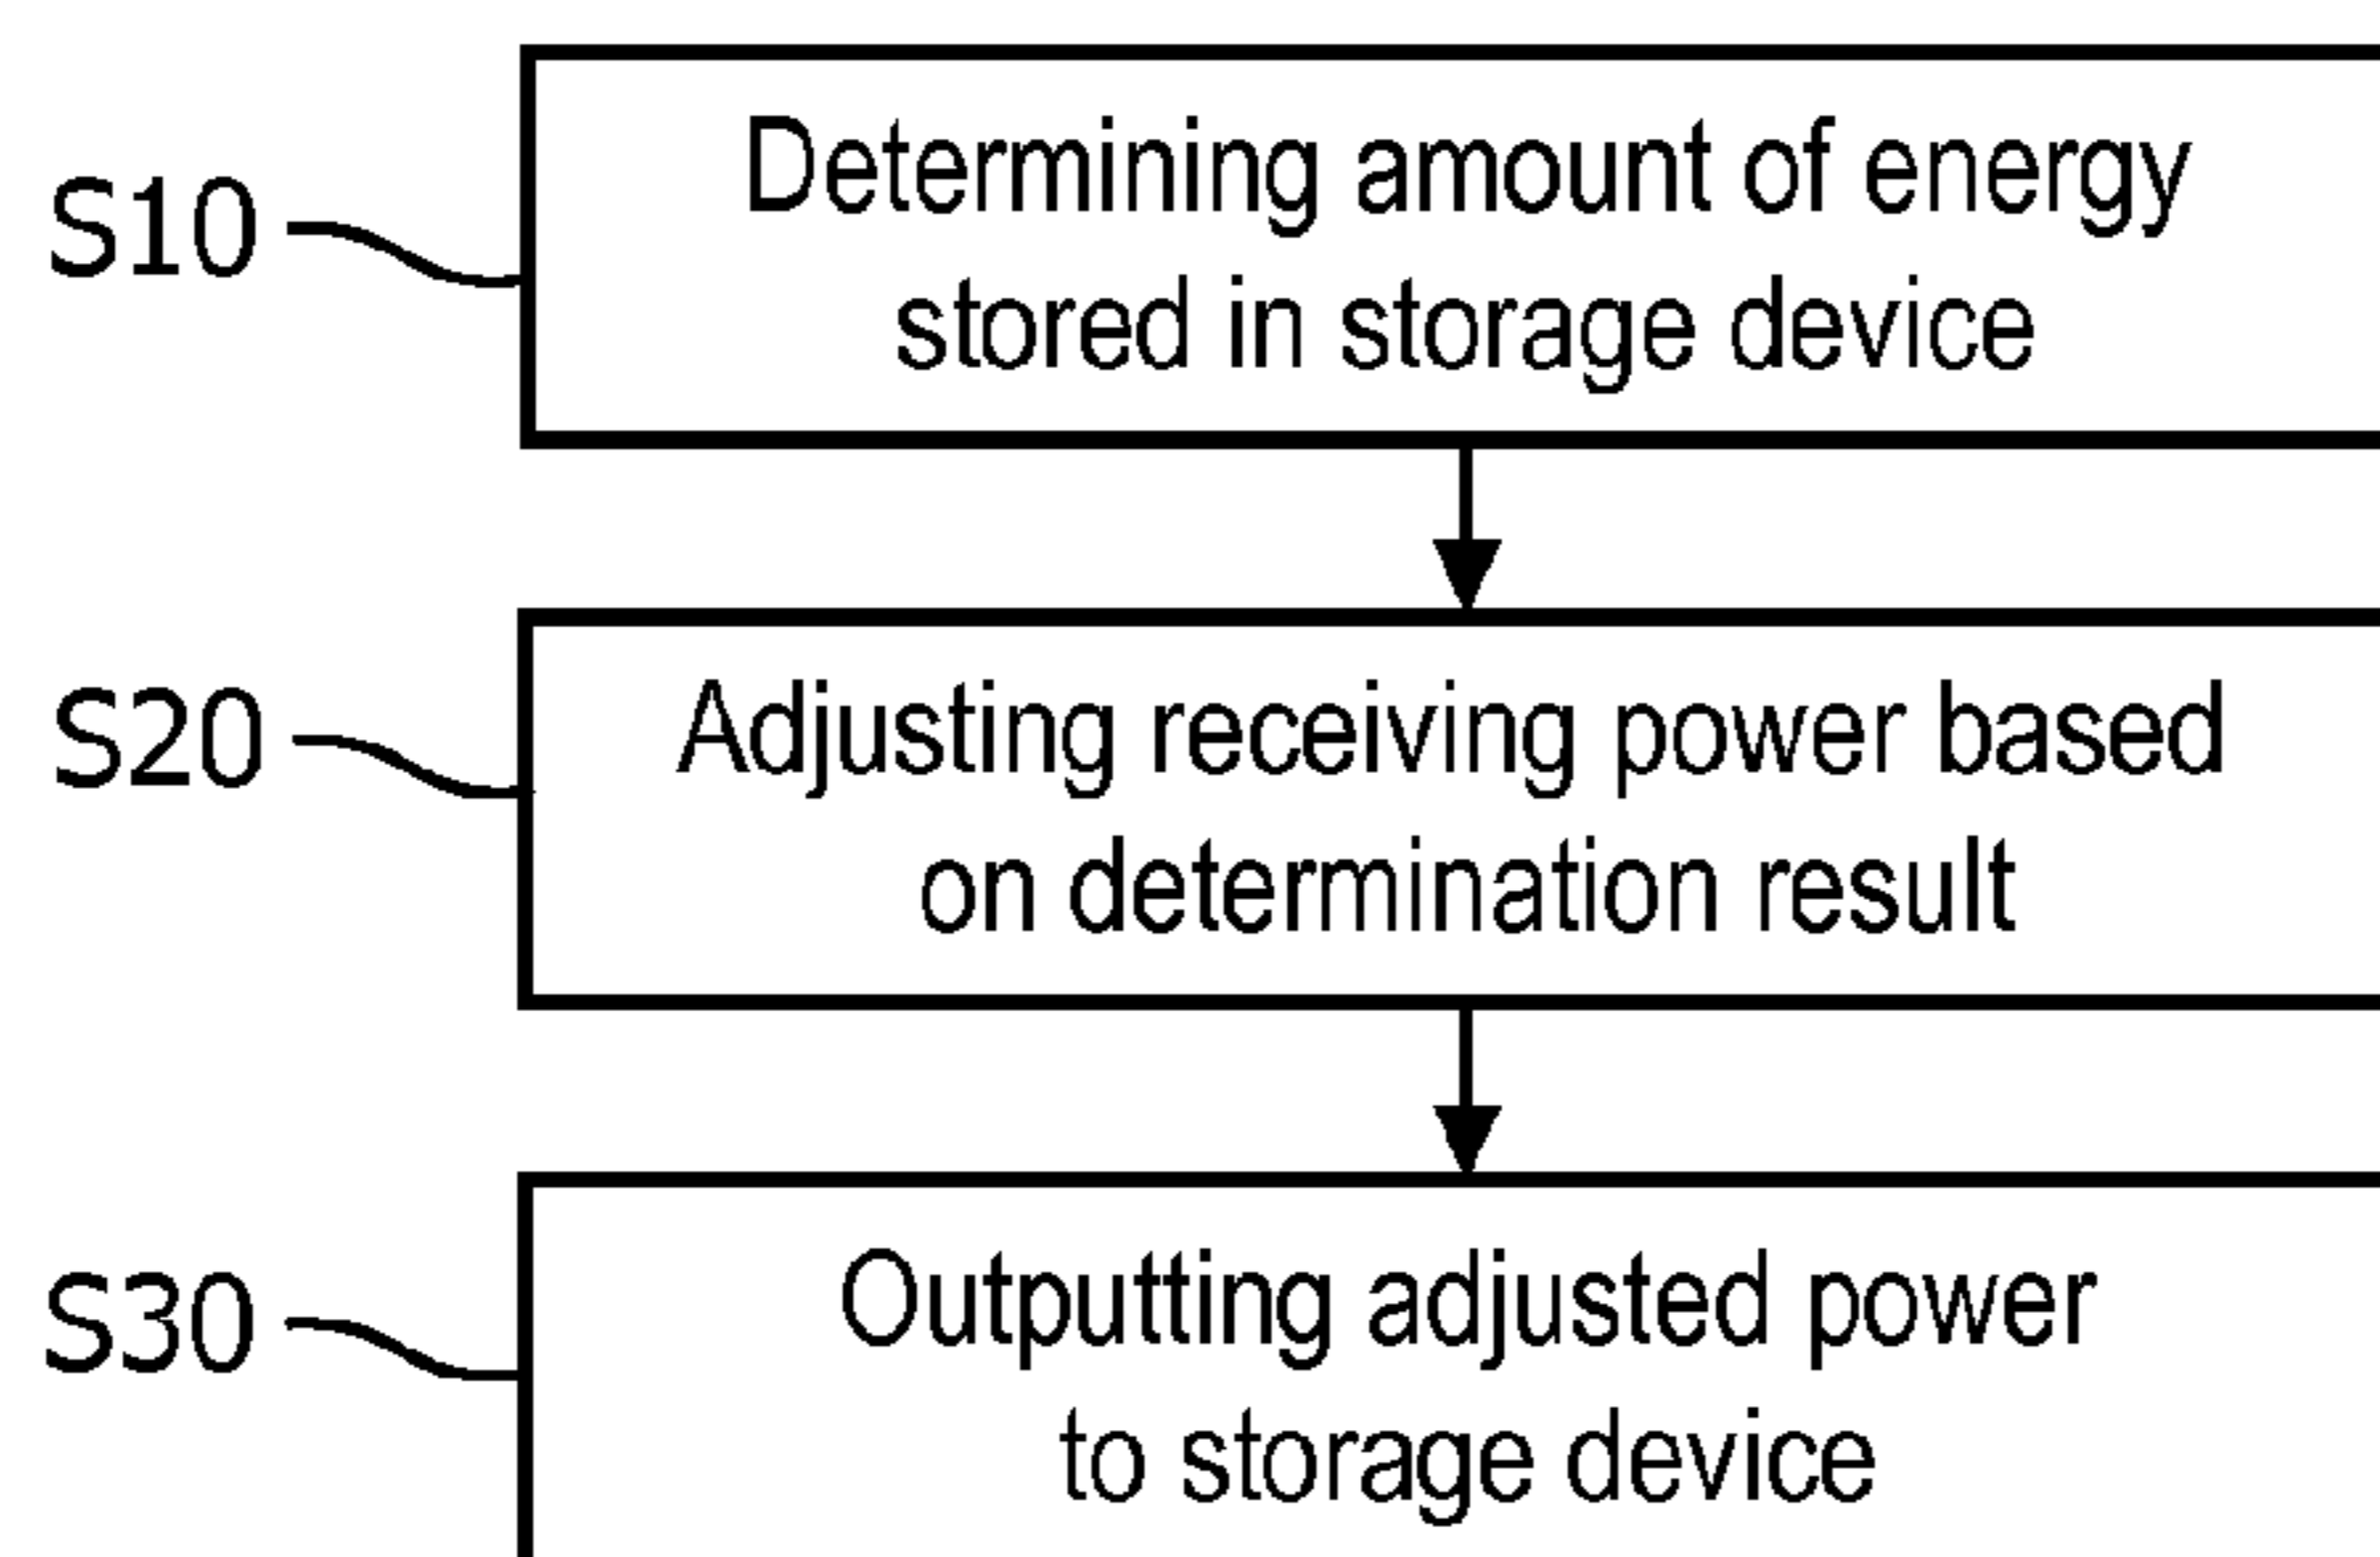 S10
Determining amount of energy
stored in storage device
S20
Adjusting receiving power based
on determination result
S30
Outputting adjusted power
to storage device